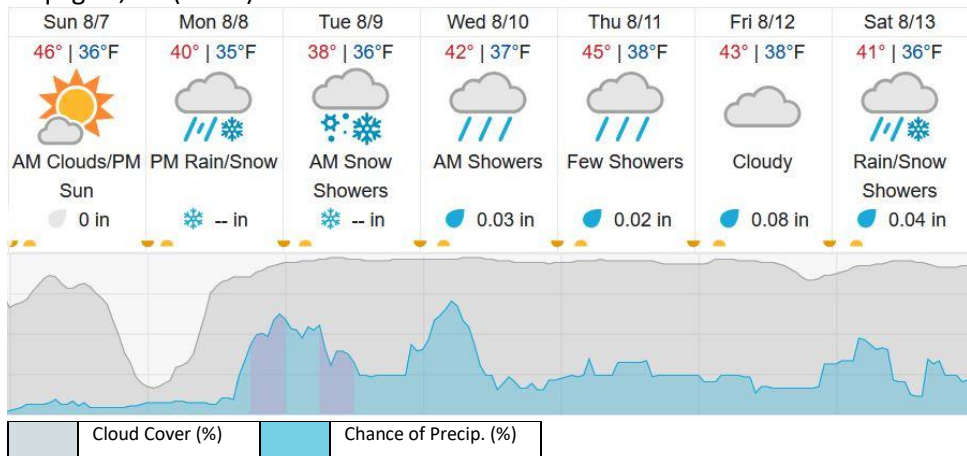 Sun 8/7 Mon 8/8 Tue 8/9 Wed 8/10 Thu 8/11 Fri 8/12 Sat 8/13
46° | 36°F 40° | 35°F 38° | 36°F 42° | 37°F 45° | 38°F 43° | 38°F 41° | 36°F
AM Clouds/PM PM Rain/Snow AM Snow AM Showers Few Showers Cloudy Rain/Snow
Sun Showers Showers
0 in -- in -- in 0.03 in 0.02 in 0.08 in 0.04 in
Cloud Cover (%) Chance of Precip. (%)